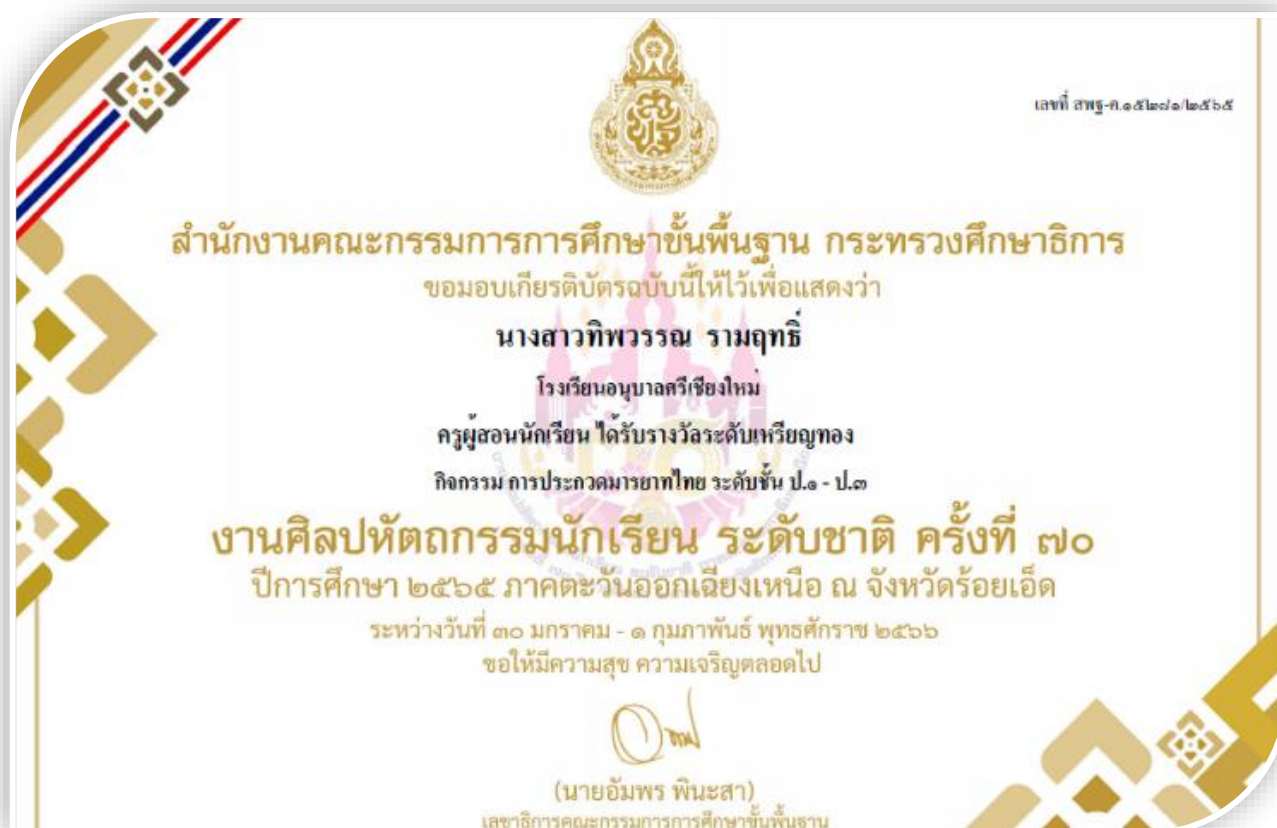 เลขที่ สพฐ-ค.๑๕๒๘๑/๒๕๖๕
สำนักงานคณะกรรมการการศึกษาขั้นพื้นฐาน กระทรวงศึกษาธิการ
ขอมอบเกียรติบัตรฉบับนี้ให้ไว้เพื่อแสดงว่า
นางสาวทิพวรรณ รามฤทธิ์
โรงเรียนอนุบาลศรีเชียงใหม่
ครูผู้สอนนักเรียน ได้รับรางวัลระดับเหรียญทอง
กิจกรรม การประกวดมารยาทไทย ระดับชั้น ป.๑ - ป.๓
งานศิลปหัตถกรรมนักเรียน ระดับชาติ ครั้งที่ ๗๐
ปีการศึกษา ๒๕๖๕ ภาคตะวันออกเฉียงเหนือ ณ จังหวัดร้อยเอ็ด
ระหว่างวันที่ ๓๐ มกราคม - ๑ กุมภาพันธ์ พุทธศักราช ๒๕๖๖
ขอให้มีความสุข ความเจริญตลอดไป
(นายอัมพร พินะสา)
เลขาธิการคณะกรรมการการศึกษาขั้นพื้นฐาน